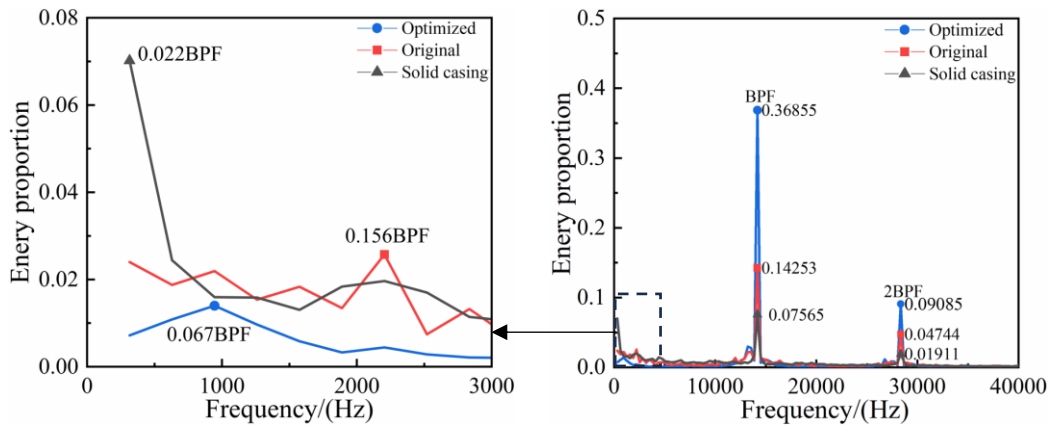 0.08
0.06
0.04
0.02
0.00
Enery proportion
0
1000
2000
3000
Frequency/(Hz)
Optimized
Original
Solid casing
0.022BPF
0.156BPF
0.067BPF
0.5
0.4
0.3
0.2
0.1
0.0
Enery proportion
0
10000
20000
30000
40000
Frequency/(Hz)
Optimized
Original
Solid casing
BPF
0.36855
0.14253
0.07565
2BPF
0.09085
0.04744
0.01911